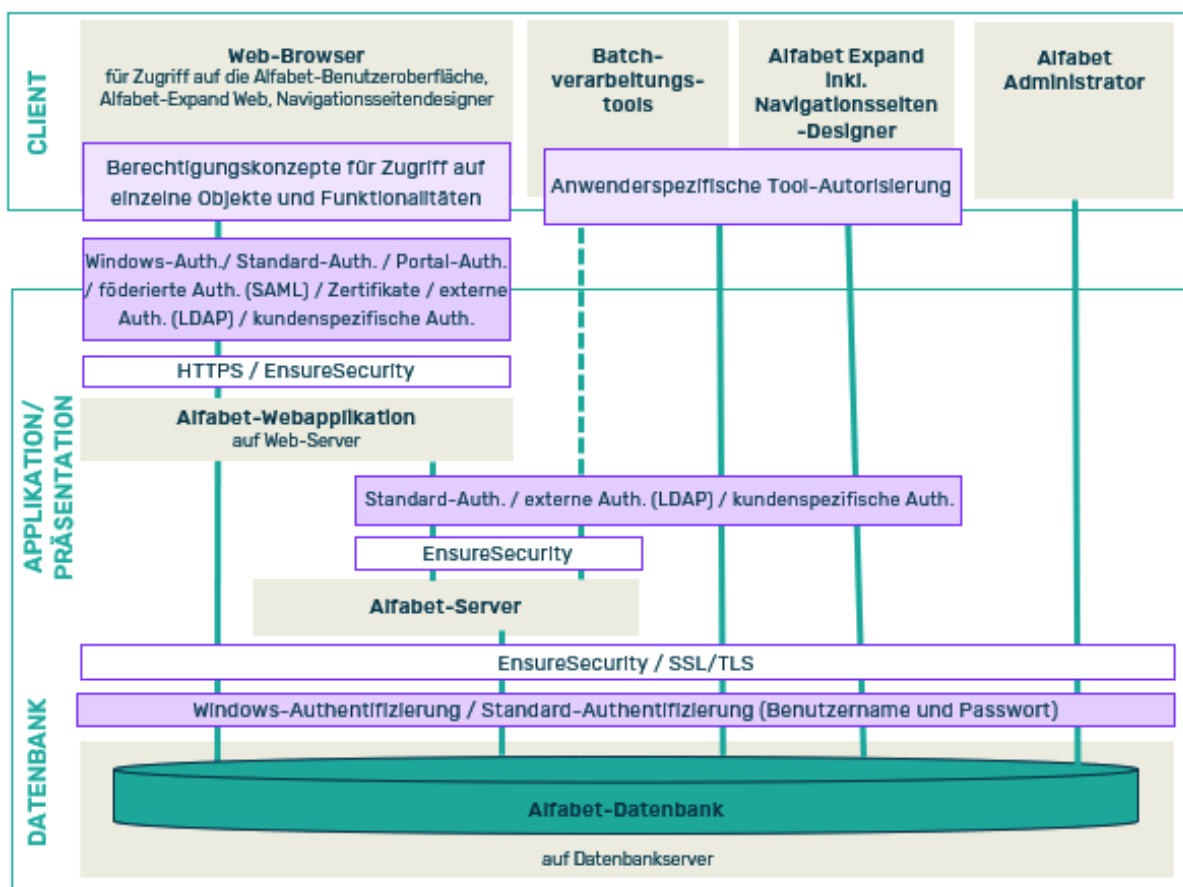 CLIENT
Web-Browser
für Zugriff auf die Alfabet-Benutzeroberfläche,
Alfabet-Expand Web, Navigationsseitendesigner
Batch-
verarbeitungs-
tools
Alfabet Expand
inkl.
Navigationsseiten
-Designer
Alfabet
Administrator
Berechtigungskonzepte für Zugriff auf
einzelne Objekte und Funktionalitäten
Anwenderspezifische Tool-Autorisierung
APPLIKATION/
PRÄSENTATION
Windows-Auth./ Standard-Auth. / Portal-Auth.
/ föderierte Auth. (SAML) / Zertifikate / externe
Auth. (LDAP) / kundenspezifische Auth.
HTTPS / EnsureSecurity
Alfabet-Webapplikation
auf Web-Server
Standard-Auth. / externe Auth. (LDAP) / kundenspezifische Auth.
EnsureSecurity
Alfabet-Server
EnsureSecurity / SSL/TLS
DATENBANK
Windows-Authentifizierung / Standard-Authentifizierung (Benutzername und Passwort)
Alfabet-Datenbank
auf Datenbankserver